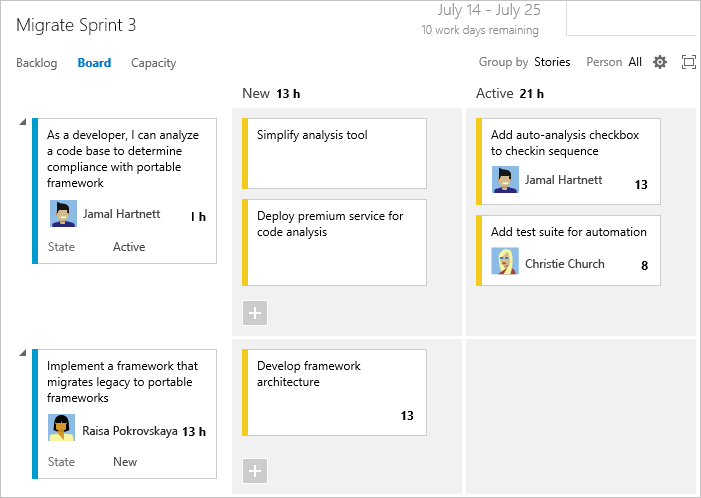 Migrate Sprint 3
July 14 - July 25
10 work days remaining
Backlog Board Capacity
Group by Stories Person All
New 13 h
Active 21 h
As a developer, I can analyze
a code base to determine
compliance with portable
framework
Jamal Hartnett
State Active
Simplify analysis tool
Deploy premium service for
code analysis
Add auto-analysis checkbox
to checkin sequence
Jamal Hartnett 13
Add test suite for automation
Christie Church 8
Implement a framework that
migrates legacy to portable
frameworks
Raisa Pokrovskaya 13 h
State New
Develop framework
architecture
13